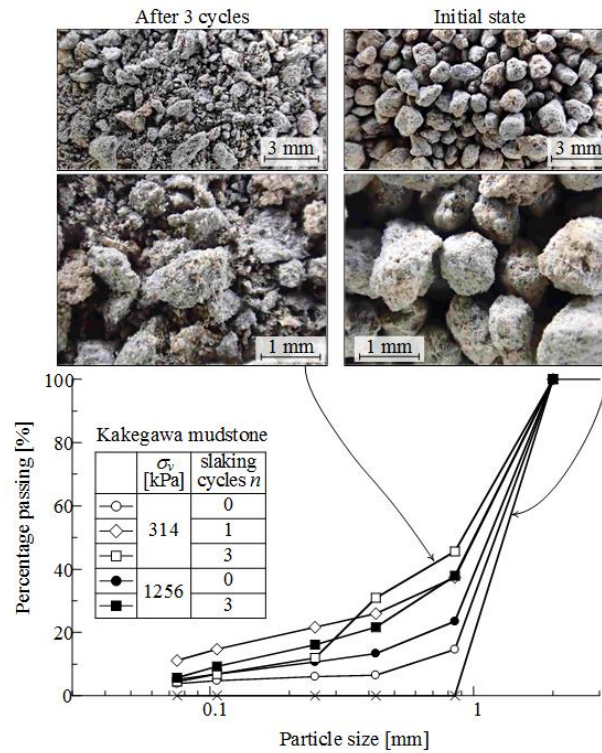 After 3 cycles
Initial state
3 mm
3 mm
1 mm
1 mm
Percentage passing [%]
100
80
60
40
20
0
Kakegawa mudstone
σv [kPa]
slaking cycles n
314
0
1
3
1256
0
3
0.1
1
Particle size [mm]